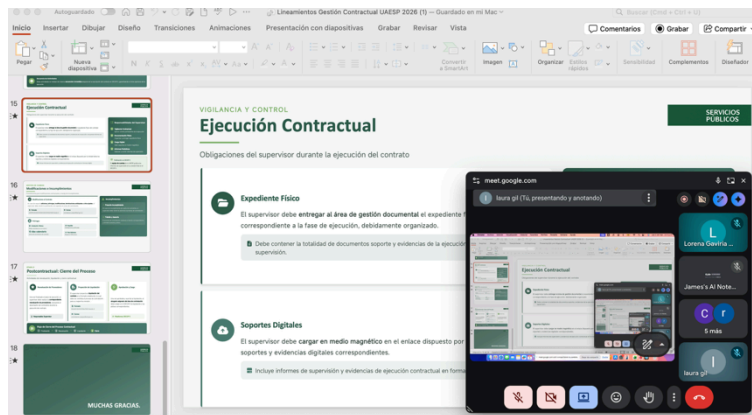 Autoguardado
_Lineamientos Gestión Contractual UAESP 2026 (1) — Guardado en mi Mac
Buscar (Cmd + Ctrl + U)
Inicio Insertar Dibujar Diseño Transiciones Animaciones Presentación con diapositivas Grabar Revisar Vista
Comentarios Grabar Compartir
Pegar
Nueva diapositiva
Convertir a SmartArt
Imagen
Organizar
Estilos rápidos
Sensibilidad
Complementos
Diseñador
15
Ejecución Contractual
16
17
Postcontractual: Cierre del Proceso
18
MUCHAS GRACIAS.
VIGILANCIA Y CONTROL
Ejecución Contractual
SERVICIOS
PÚBLICOS
Obligaciones del supervisor durante la ejecución del contrato
Expediente Físico
El supervisor debe entregar al área de gestión documental el expediente
correspondiente a la fase de ejecución, debidamente organizado.
Debe contener la totalidad de documentos soporte y evidencias de la ejecución
supervisión.
Soportes Digitales
El supervisor debe cargar en medio magnético en el enlace dispuesto por
soportes y evidencias digitales correspondientes.
Incluye informes de supervisión y evidencias de ejecución contractual en
meet.google.com
laura gil (Tú, presentando y anotando)
Ejecución Contractual
L
Lorena Gaviria ...
James's AI Note...
C r
5 más
l
laura gil